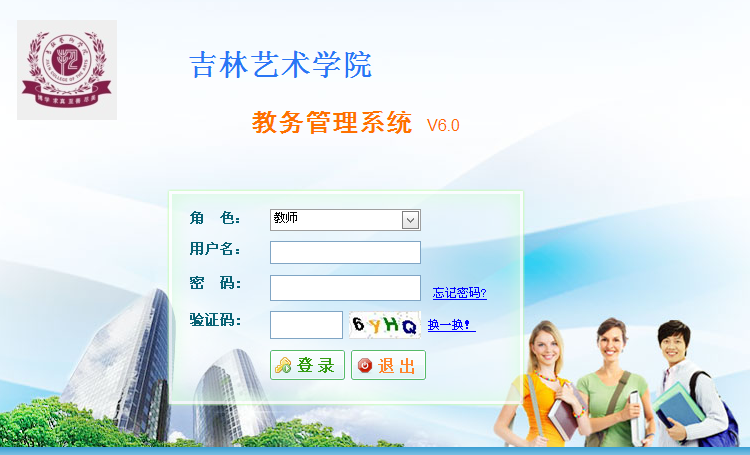 吉林艺术学院
教务管理系统 V6.0
角 色： 教师
用户名：
密 码： 忘记密码?
验证码： 6YHQ 换一换!
登 录 退 出